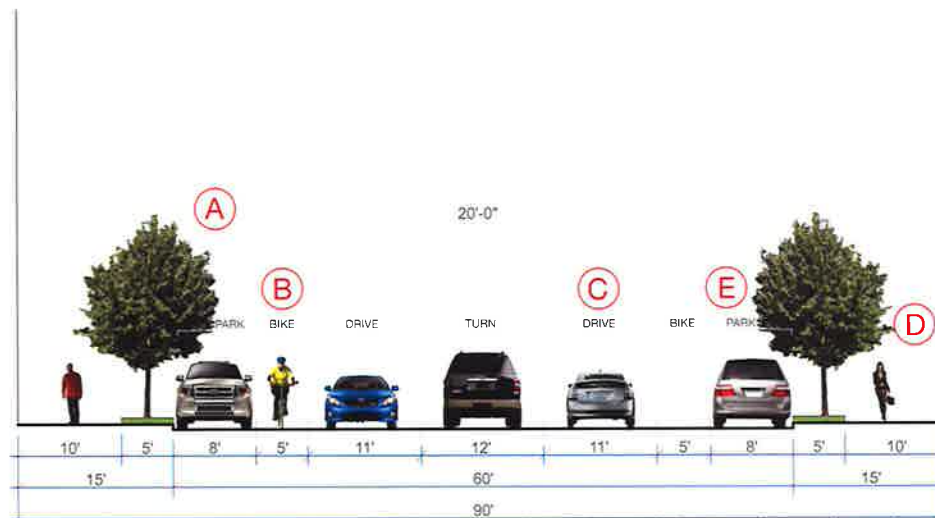 A
20'-0"
B
C
E
PARK BIKE DRIVE TURN DRIVE BIKE PARK
D
10' 5' 8' 5' 11' 12' 11' 5' 8' 5' 10'
15' 60' 15'
90'